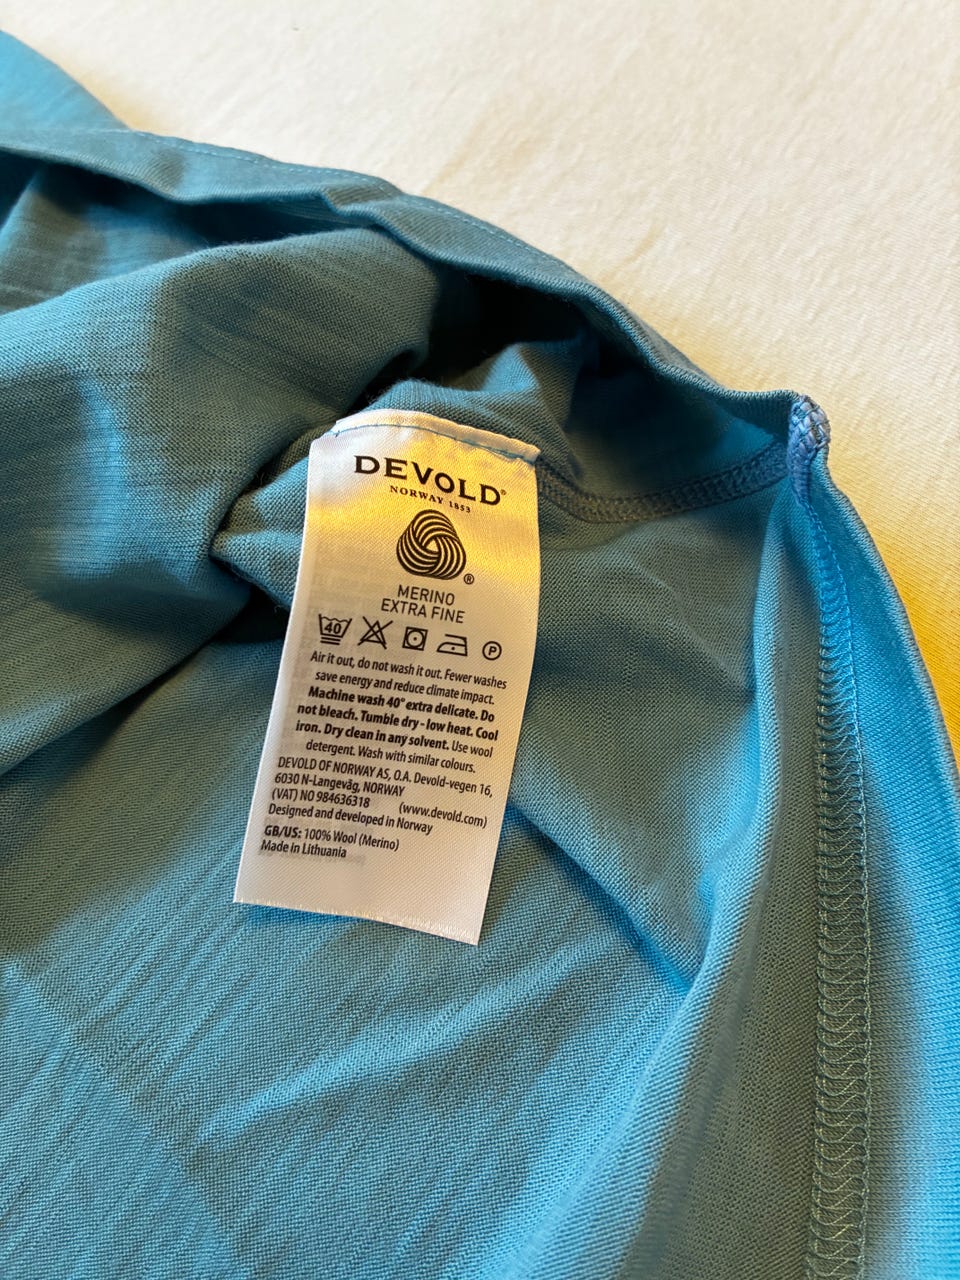 DEVOLD®
NORWAY 1853
®
MERINO
EXTRA FINE
40 P
Air it out, do not wash it out. Fewer washes
save energy and reduce climate impact.
Machine wash 40° extra delicate. Do
not bleach. Tumble dry - low heat. Cool
iron. Dry clean in any solvent. Use wool
detergent. Wash with similar colours.
DEVOLD OF NORWAY AS, O.A. Devold-vegen 16,
6030 N-Langevåg, NORWAY
(VAT) NO 984636318 (www.devold.com)
Designed and developed in Norway
GB/US: 100% Wool (Merino)
Made in Lithuania